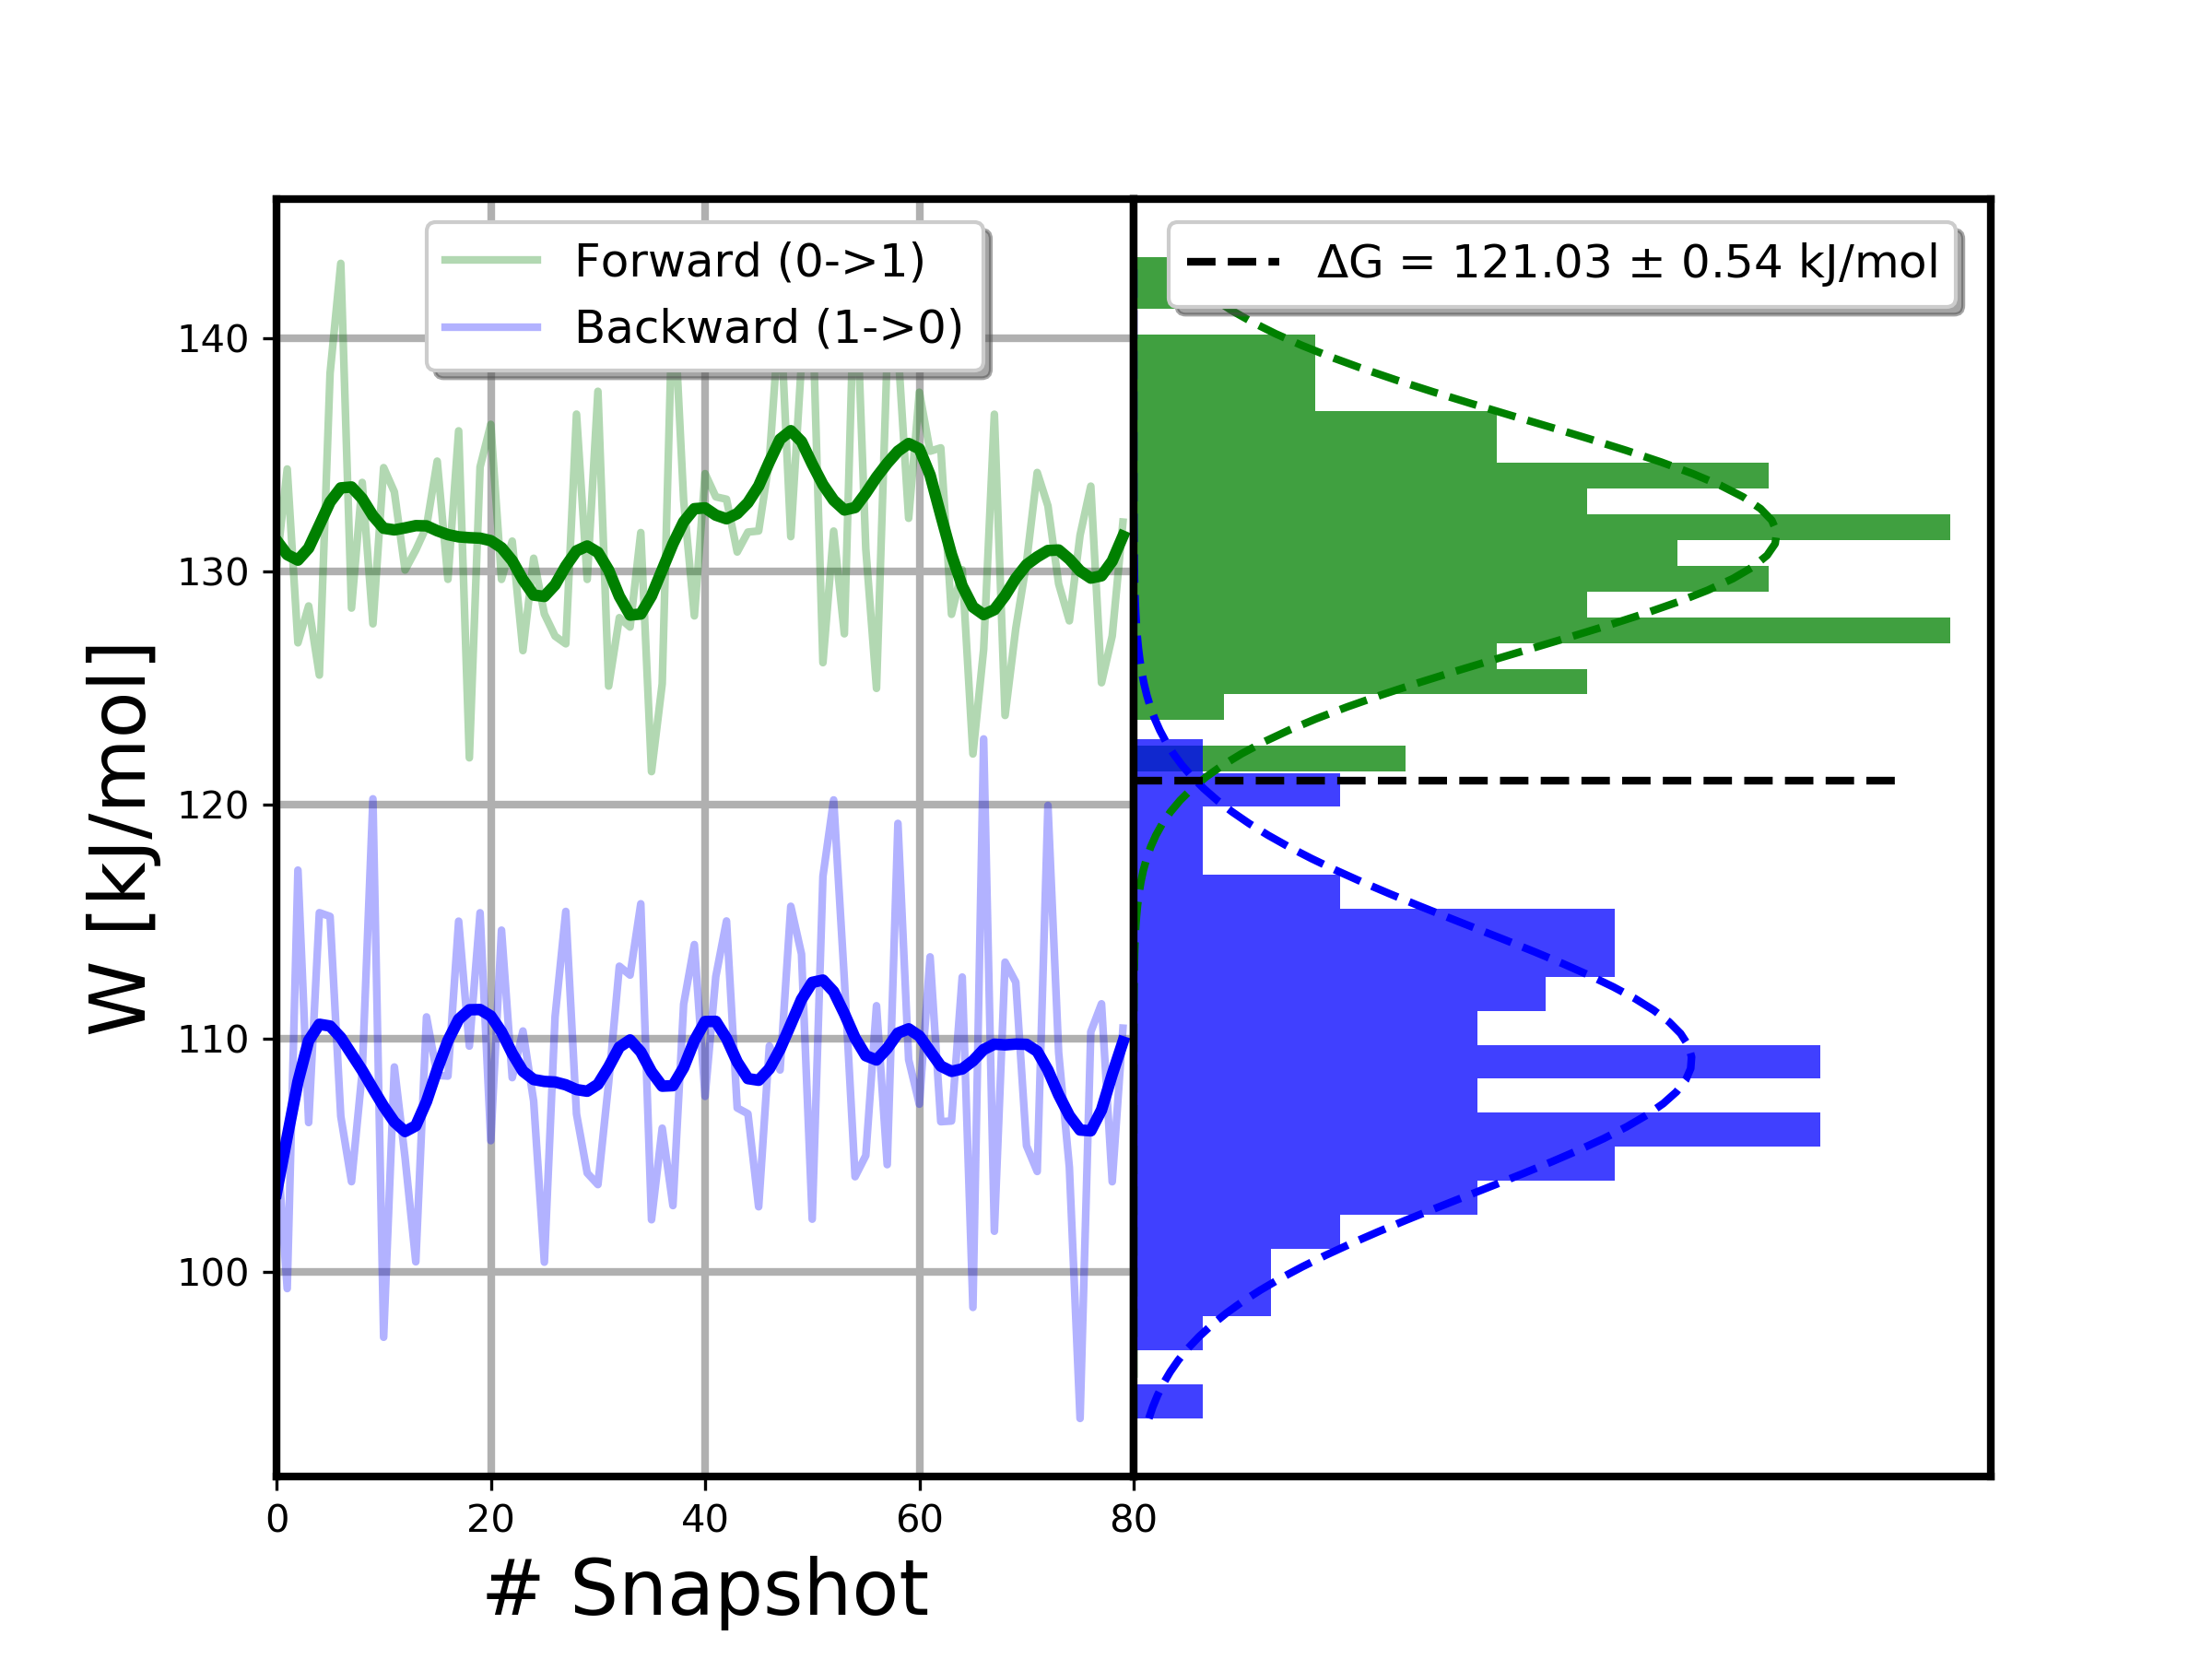 Forward (0->1)
Backward (1->0)
ΔG = 121.03 ± 0.54 kJ/mol
140
130
120
110
100
W [kJ/mol]
0 20 40 60 80
# Snapshot